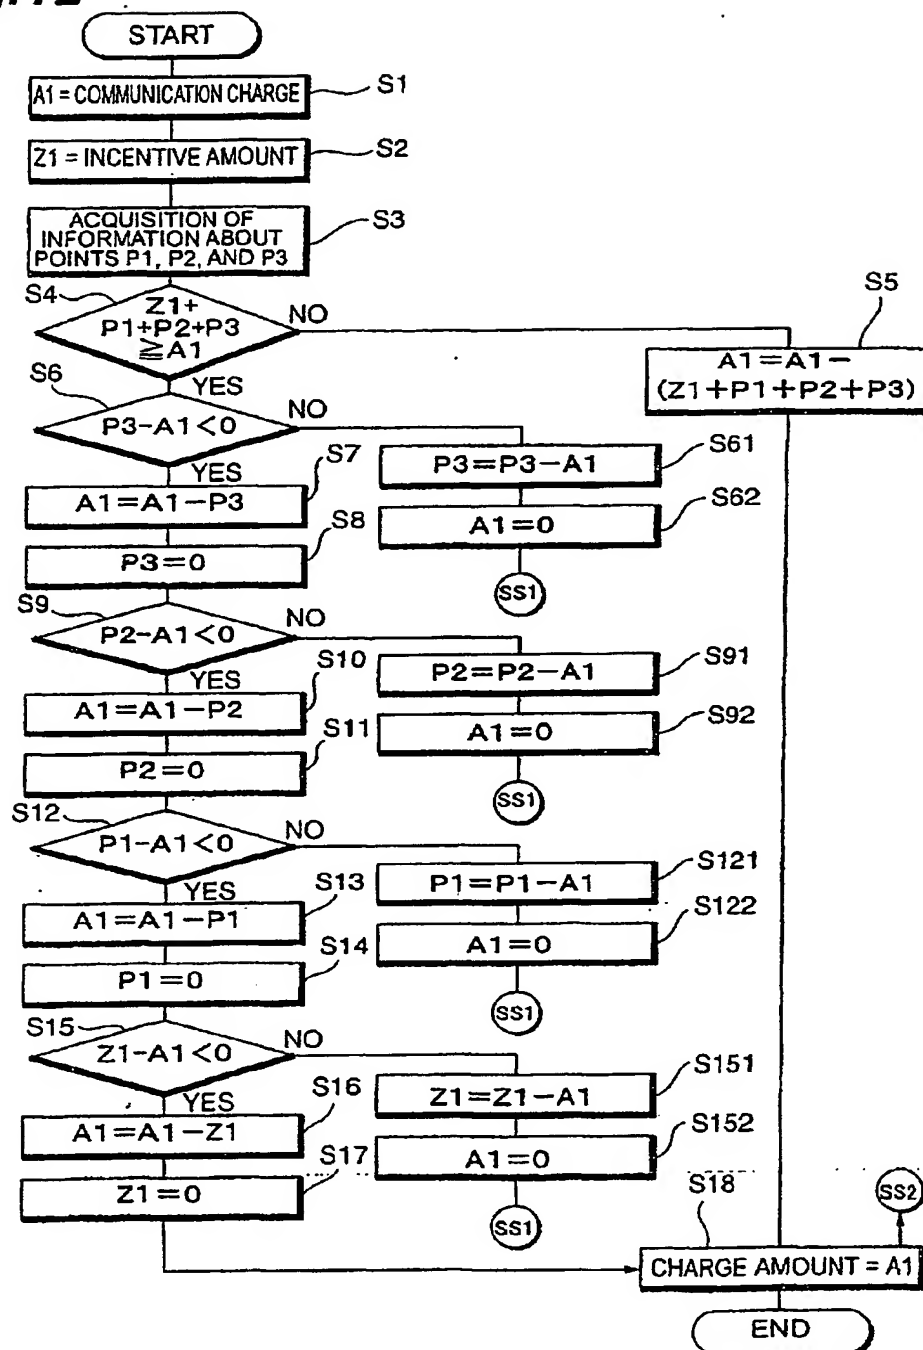 START
A1 = COMMUNICATION CHARGE
S1
Z1 = INCENTIVE AMOUNT
S2
ACQUISITION OF
INFORMATION ABOUT
POINTS P1, P2, AND P3
S3
S4
Z1+
P1+P2+P3
≧A1
NO
YES
S5
A1=A1−
(Z1+P1+P2+P3)
S6
P3−A1<0
NO
YES
S61
P3=P3−A1
S7
A1=A1−P3
S62
A1=0
S8
P3=0
SS1
S9
P2−A1<0
NO
YES
S91
P2=P2−A1
S10
A1=A1−P2
S92
A1=0
S11
P2=0
SS1
S12
P1−A1<0
NO
YES
S121
P1=P1−A1
S13
A1=A1−P1
S122
A1=0
S14
P1=0
SS1
S15
Z1−A1<0
NO
YES
S151
Z1=Z1−A1
S16
A1=A1−Z1
S152
A1=0
S17
Z1=0
SS1
S18
SS2
CHARGE AMOUNT = A1
END